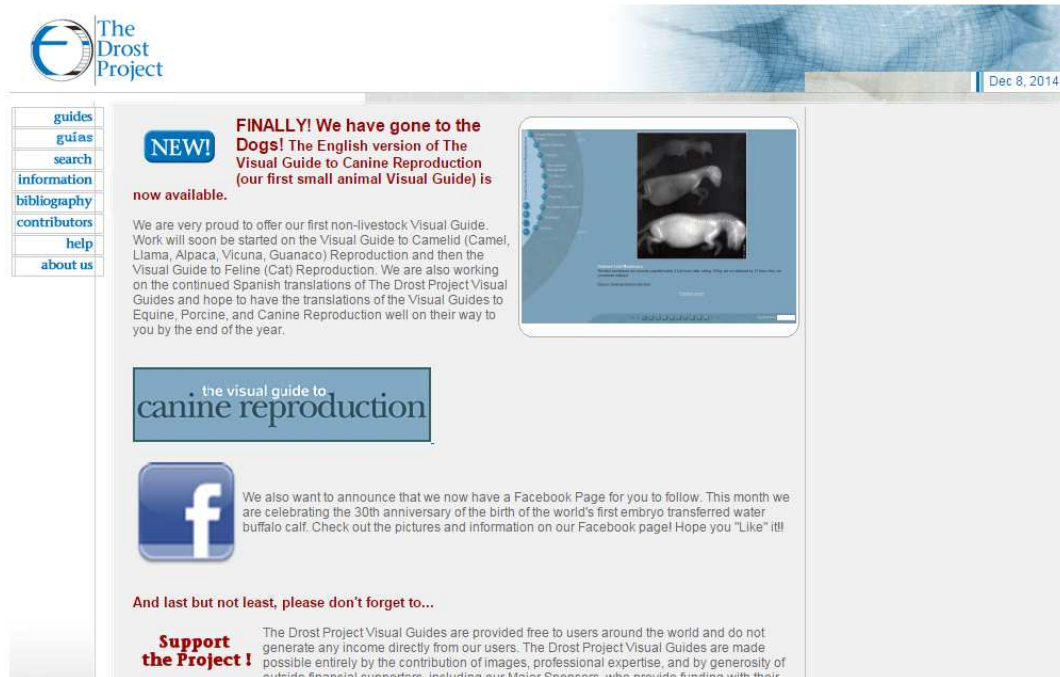 The
Drost
Project
Dec 8, 2014
guides
guías
search
information
bibliography
contributors
help
about us
NEW!
FINALLY! We have gone to the
Dogs! The English version of The
Visual Guide to Canine Reproduction
(our first small animal Visual Guide) is
now available.
We are very proud to offer our first non-livestock Visual Guide.
Work will soon be started on the Visual Guide to Camelid (Camel,
Llama, Alpaca, Vicuna, Guanaco) Reproduction and then the
Visual Guide to Feline (Cat) Reproduction. We are also working
on the continued Spanish translations of The Drost Project Visual
Guides and hope to have the translations of the Visual Guides to
Equine, Porcine, and Canine Reproduction well on their way to
you by the end of the year.
the visual guide to
canine reproduction
f
We also want to announce that we now have a Facebook Page for you to follow. This month we
are celebrating the 30th anniversary of the birth of the world's first embryo transferred water
buffalo calf. Check out the pictures and information on our Facebook page! Hope you "Like" it!!
And last but not least, please don't forget to...
Support
the Project !
The Drost Project Visual Guides are provided free to users around the world and do not
generate any income directly from our users. The Drost Project Visual Guides are made
possible entirely by the contribution of images, professional expertise, and by generosity of
outside financial supporters, including our Major Sponsors, who provide funding with their